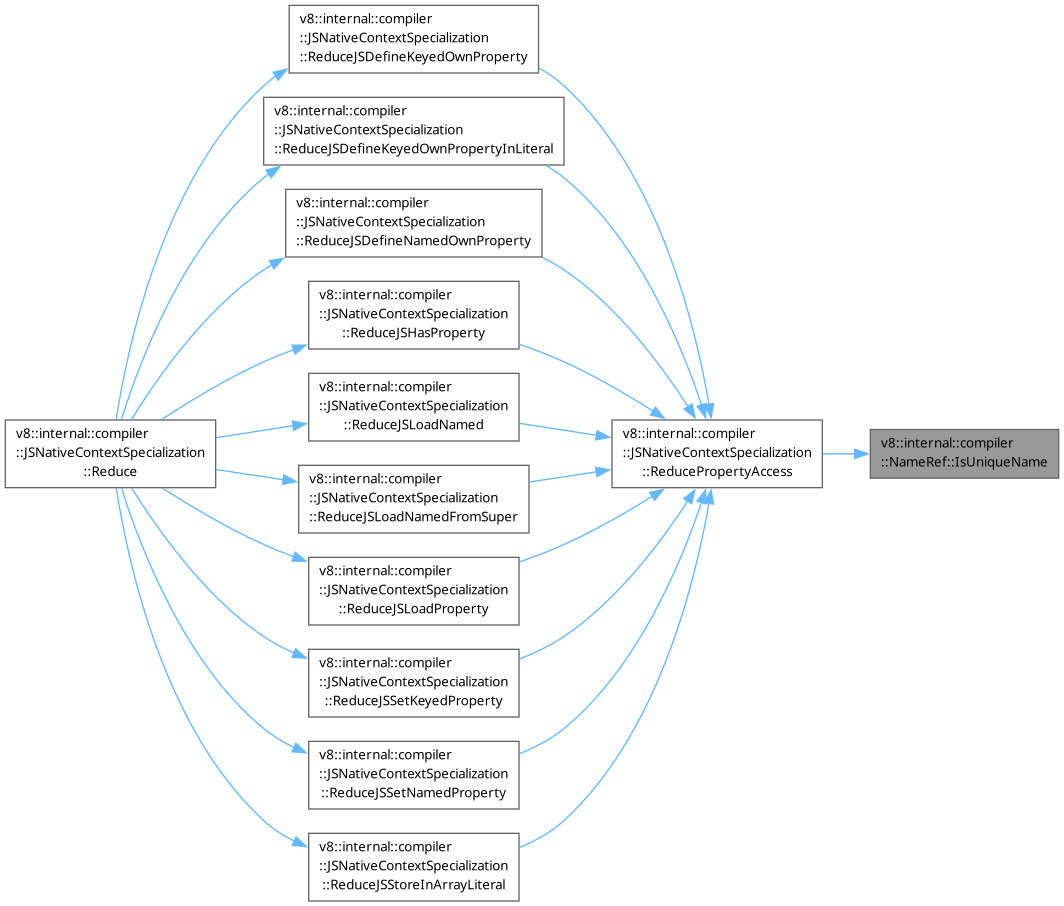 v8::internal::compiler
::JSNativeContextSpecialization
::ReduceJSDefineKeyedOwnProperty
v8::internal::compiler
::JSNativeContextSpecialization
::ReduceJSDefineKeyedOwnPropertyInLiteral
v8::internal::compiler
::JSNativeContextSpecialization
::ReduceJSDefineNamedOwnProperty
v8::internal::compiler
::JSNativeContextSpecialization
::ReduceJSHasProperty
v8::internal::compiler
::JSNativeContextSpecialization
::ReduceJSLoadNamed
v8::internal::compiler
::JSNativeContextSpecialization
::Reduce
v8::internal::compiler
::JSNativeContextSpecialization
::ReducePropertyAccess
v8::internal::compiler
::NameRef::IsUniqueName
v8::internal::compiler
::JSNativeContextSpecialization
::ReduceJSLoadNamedFromSuper
v8::internal::compiler
::JSNativeContextSpecialization
::ReduceJSLoadProperty
v8::internal::compiler
::JSNativeContextSpecialization
::ReduceJSSetKeyedProperty
v8::internal::compiler
::JSNativeContextSpecialization
::ReduceJSSetNamedProperty
v8::internal::compiler
::JSNativeContextSpecialization
::ReduceJSStoreInArrayLiteral